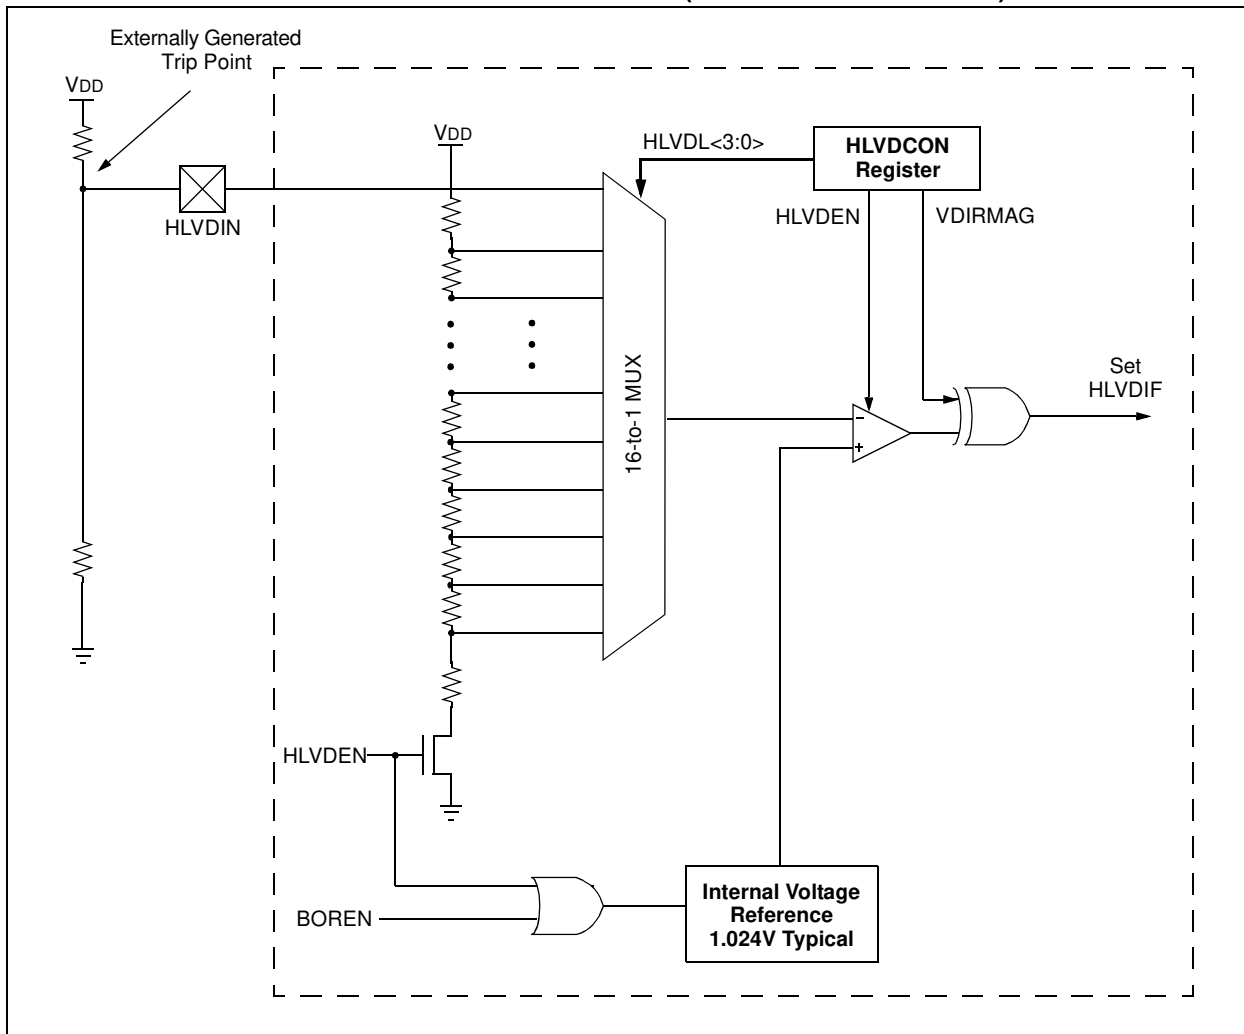 Externally Generated
Trip Point
VDD
VDD
HLVDL<3:0>
HLVDCON
Register
HLVDEN
VDIRMAG
HLVDIN
16-to-1 MUX
–
+
Set
HLVDIF
HLVDEN
BOREN
Internal Voltage
Reference
1.024V Typical